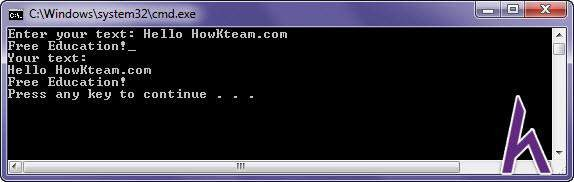 C:\Windows\system32\cmd.exe
Enter your text: Hello HowKteam.com
Free Education!_
Your text:
Hello HowKteam.com
Free Education!
Press any key to continue . . .